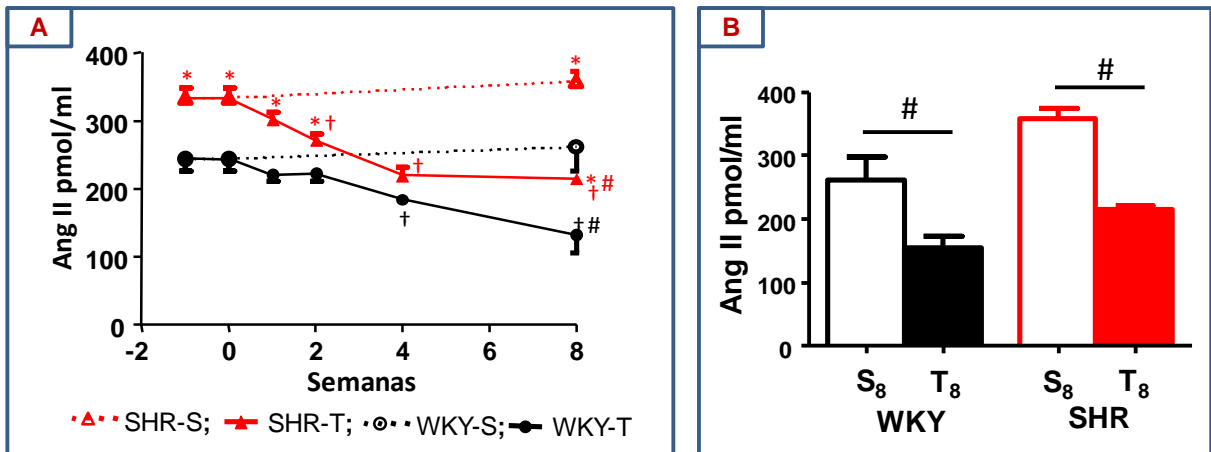 A
Ang II pmol/ml
400
300
200
100
0
* * *
*
* †
†
* #
†
†
† #
-2 0 2 4 6 8
Semanas
SHR-S; SHR-T; WKY-S; WKY-T
B
Ang II pmol/ml
400
300
200
100
0
#
#
S₈ T₈ S₈ T₈
WKY SHR